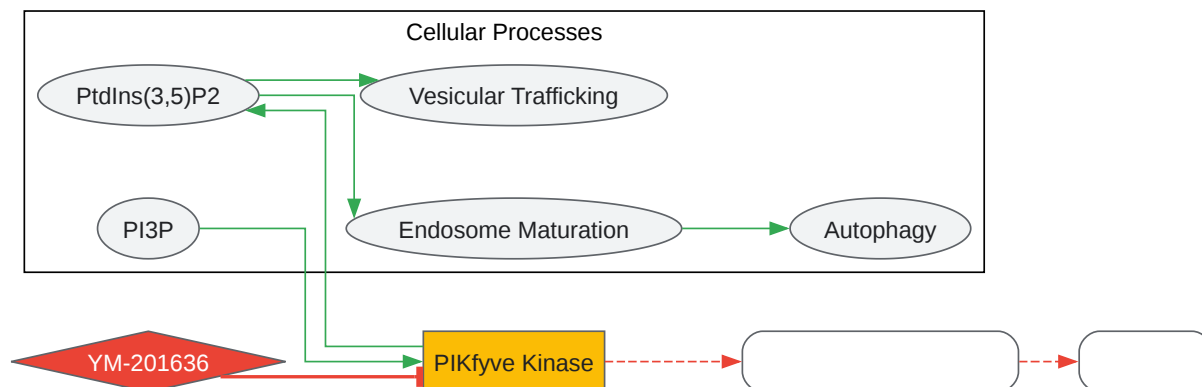 Cellular Processes
PtdIns(3,5)P2
Vesicular Trafficking
PI3P
Endosome Maturation
Autophagy
YM-201636
PIKfyve Kinase